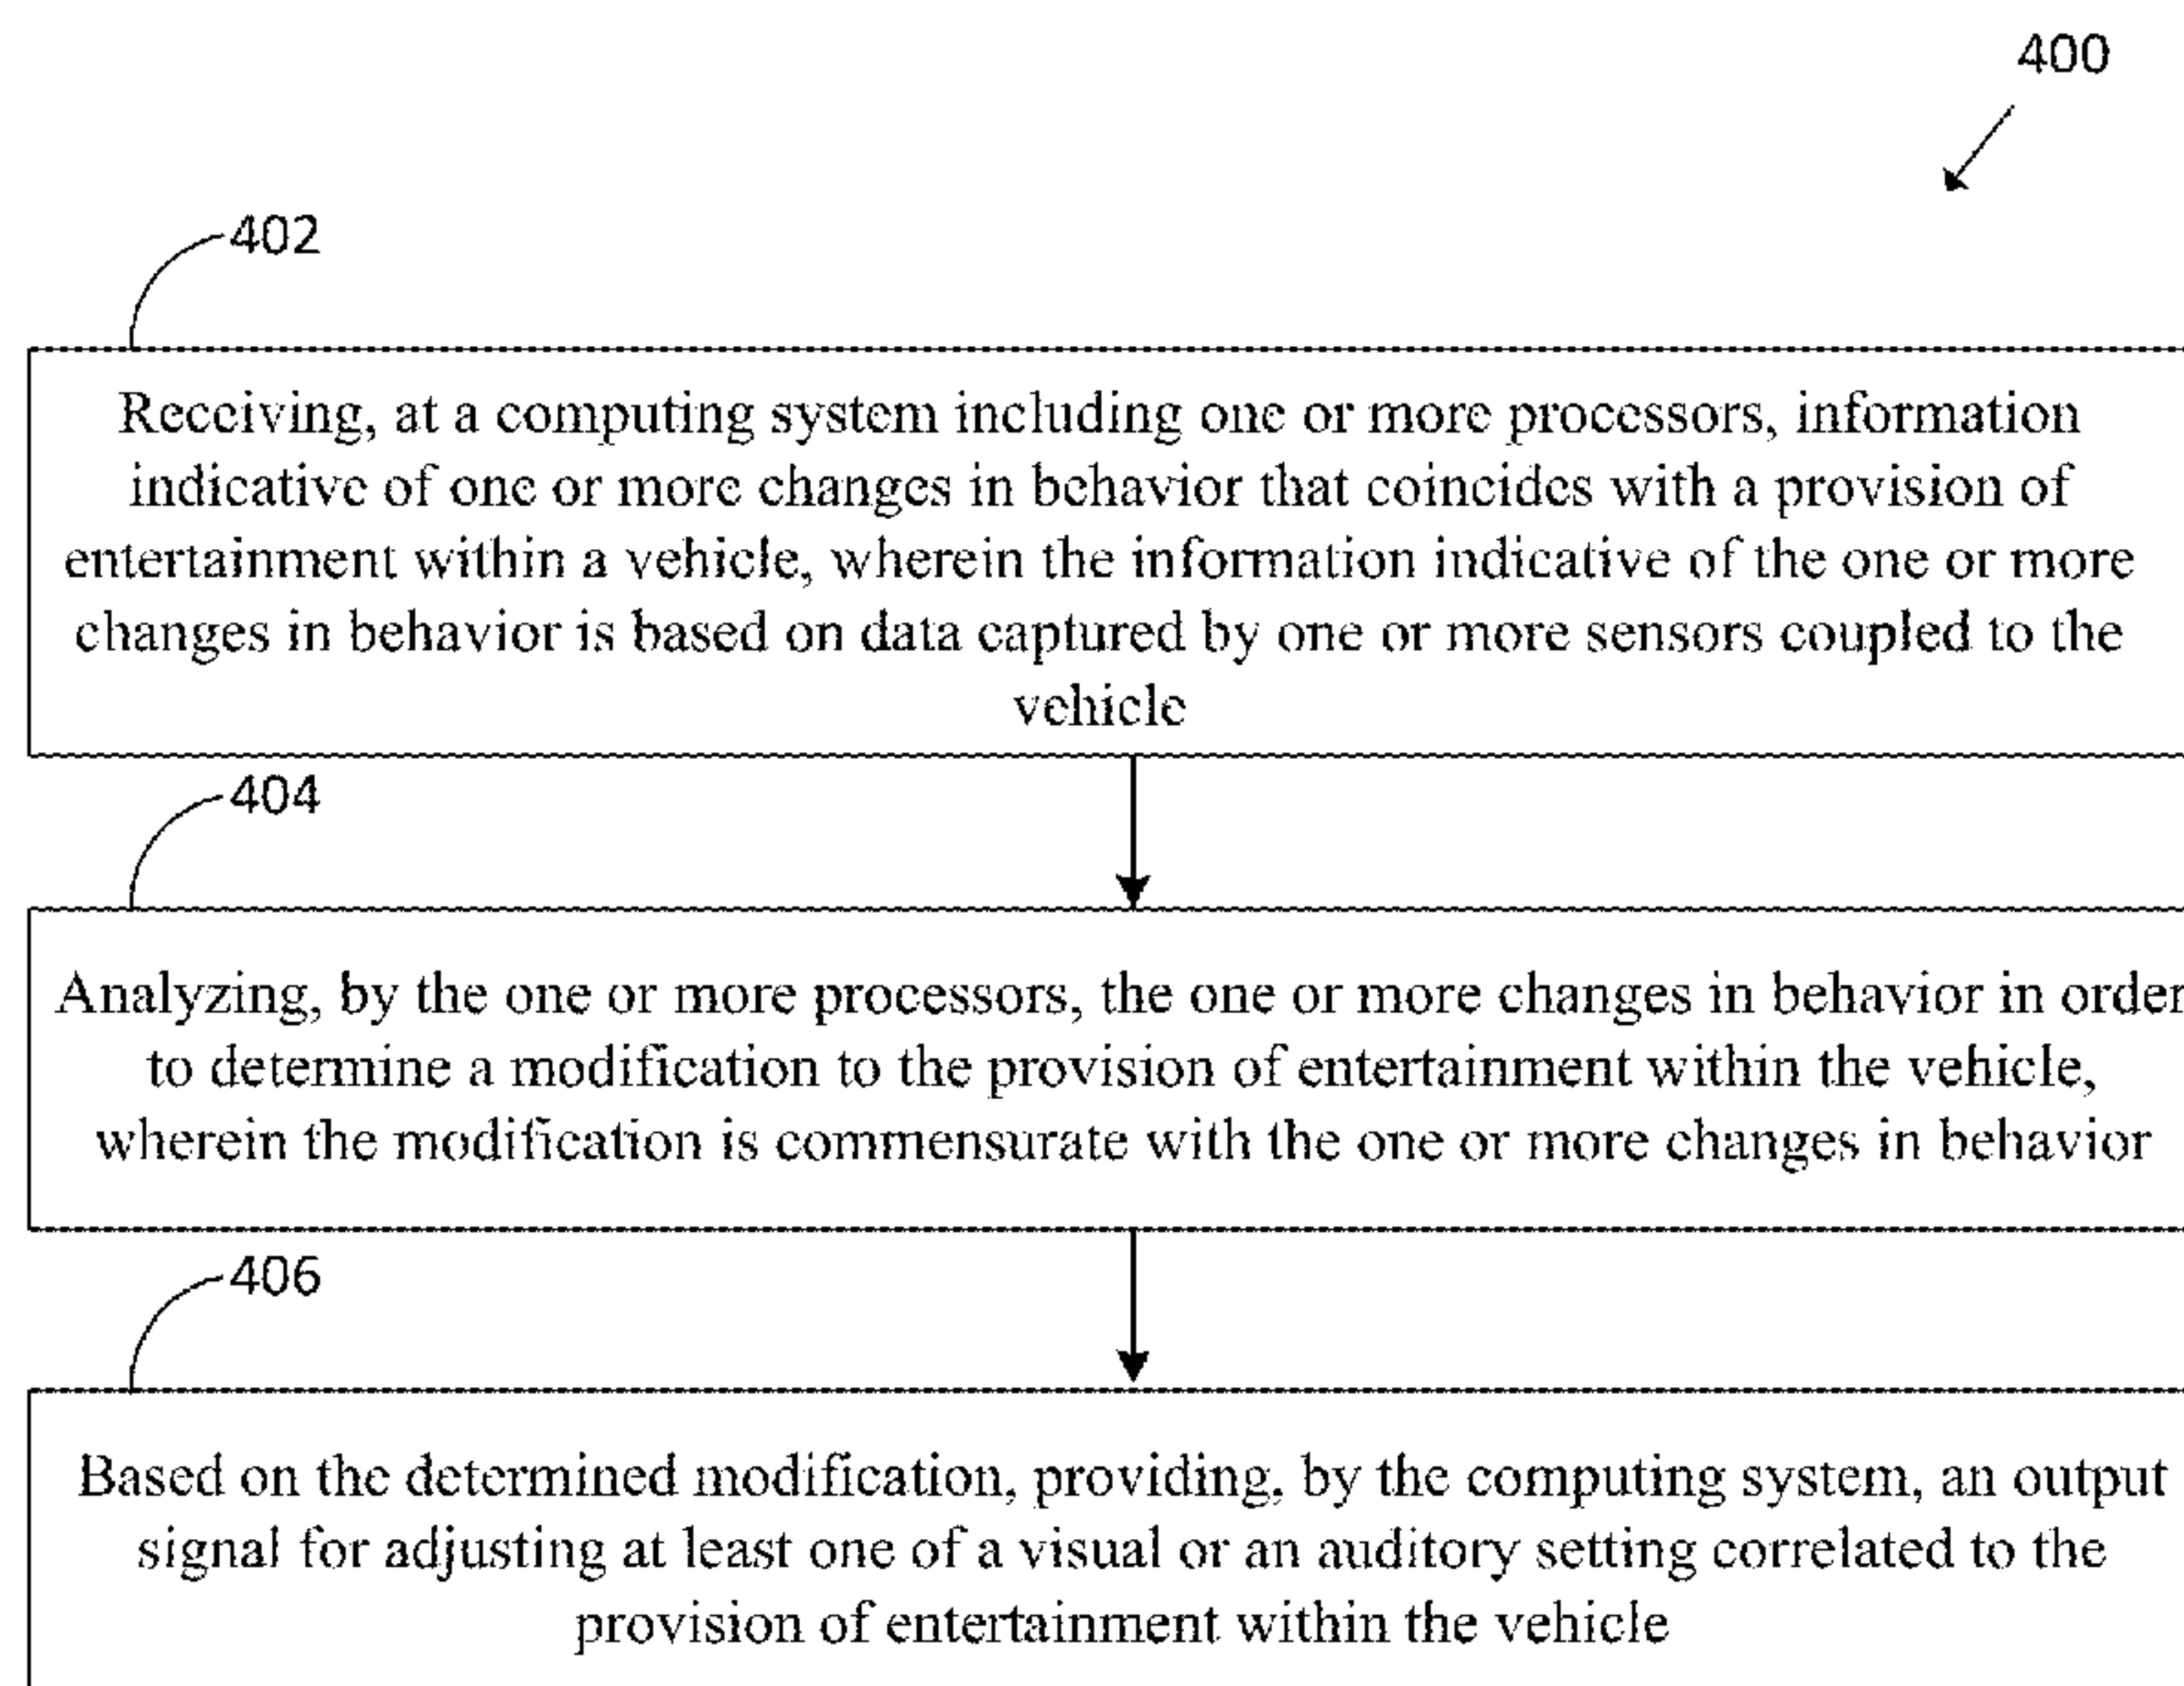 400
402
Receiving, at a computing system including one or more processors, information
indicative of one or more changes in behavior that coincides with a provision of
entertainment within a vehicle, wherein the information indicative of the one or more
changes in behavior is based on data captured by one or more sensors coupled to the
vehicle
404
Analyzing, by the one or more processors, the one or more changes in behavior in order
to determine a modification to the provision of entertainment within the vehicle,
wherein the modification is commensurate with the one or more changes in behavior
406
Based on the determined modification, providing, by the computing system, an output
signal for adjusting at least one of a visual or an auditory setting correlated to the
provision of entertainment within the vehicle